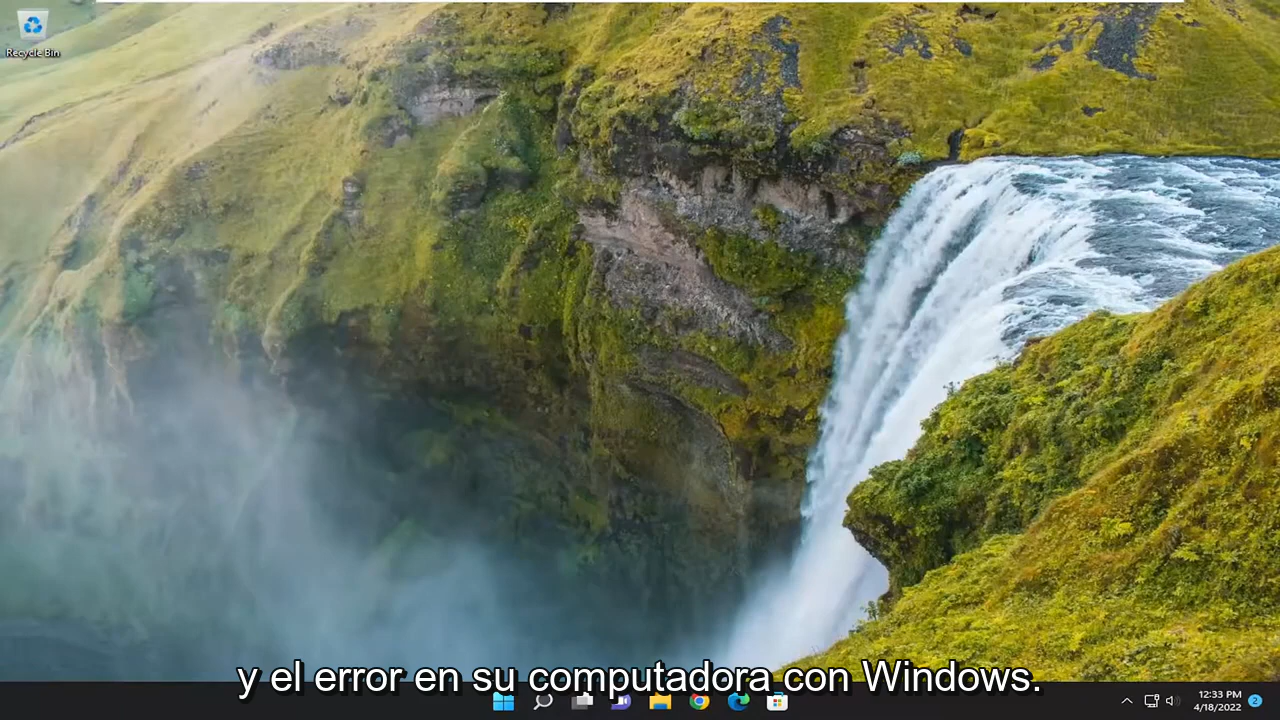 Recycle Bin
y el error en su computadora con Windows.
12:33 PM
4/18/2022
2